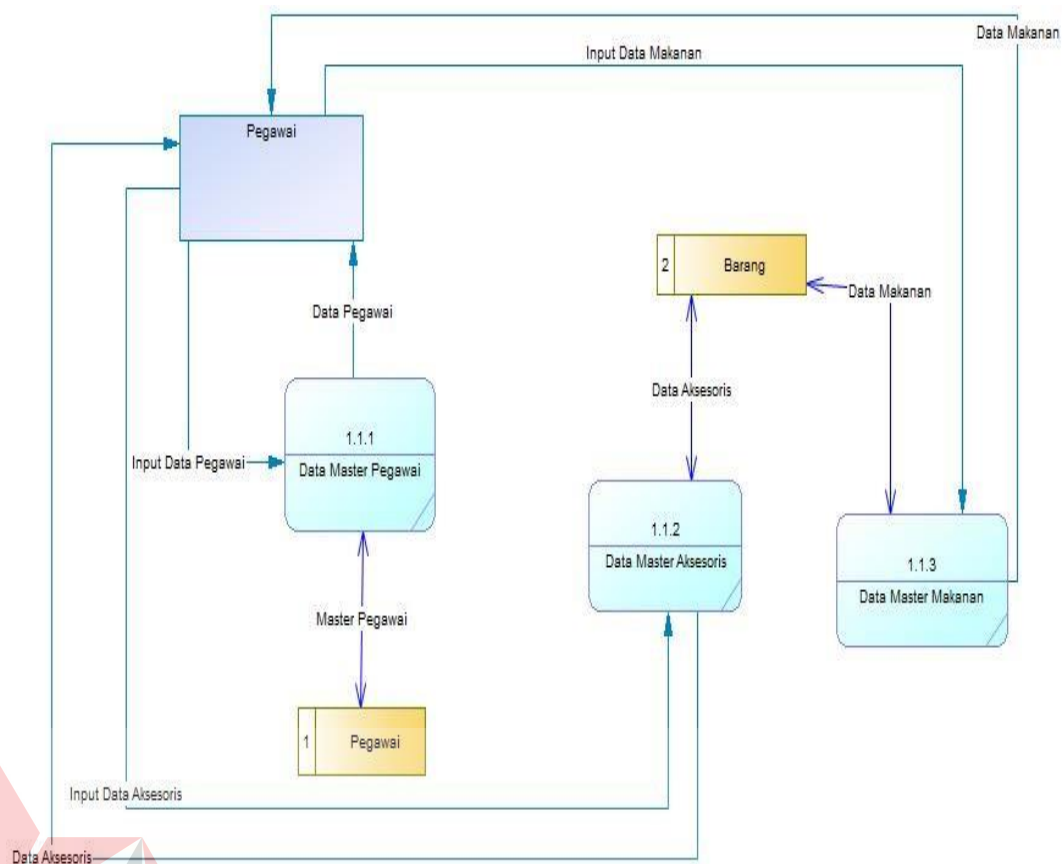 Data Makanan
Input Data Makanan
Pegawai
2
Barang
Data Makanan
Data Pegawai
Data Aksesoris
1.1.1
Data Master Pegawai
Input Data Pegawai
1.1.2
Data Master Aksesoris
1.1.3
Data Master Makanan
Master Pegawai
1
Pegawai
Input Data Aksesoris
Data Aksesoris